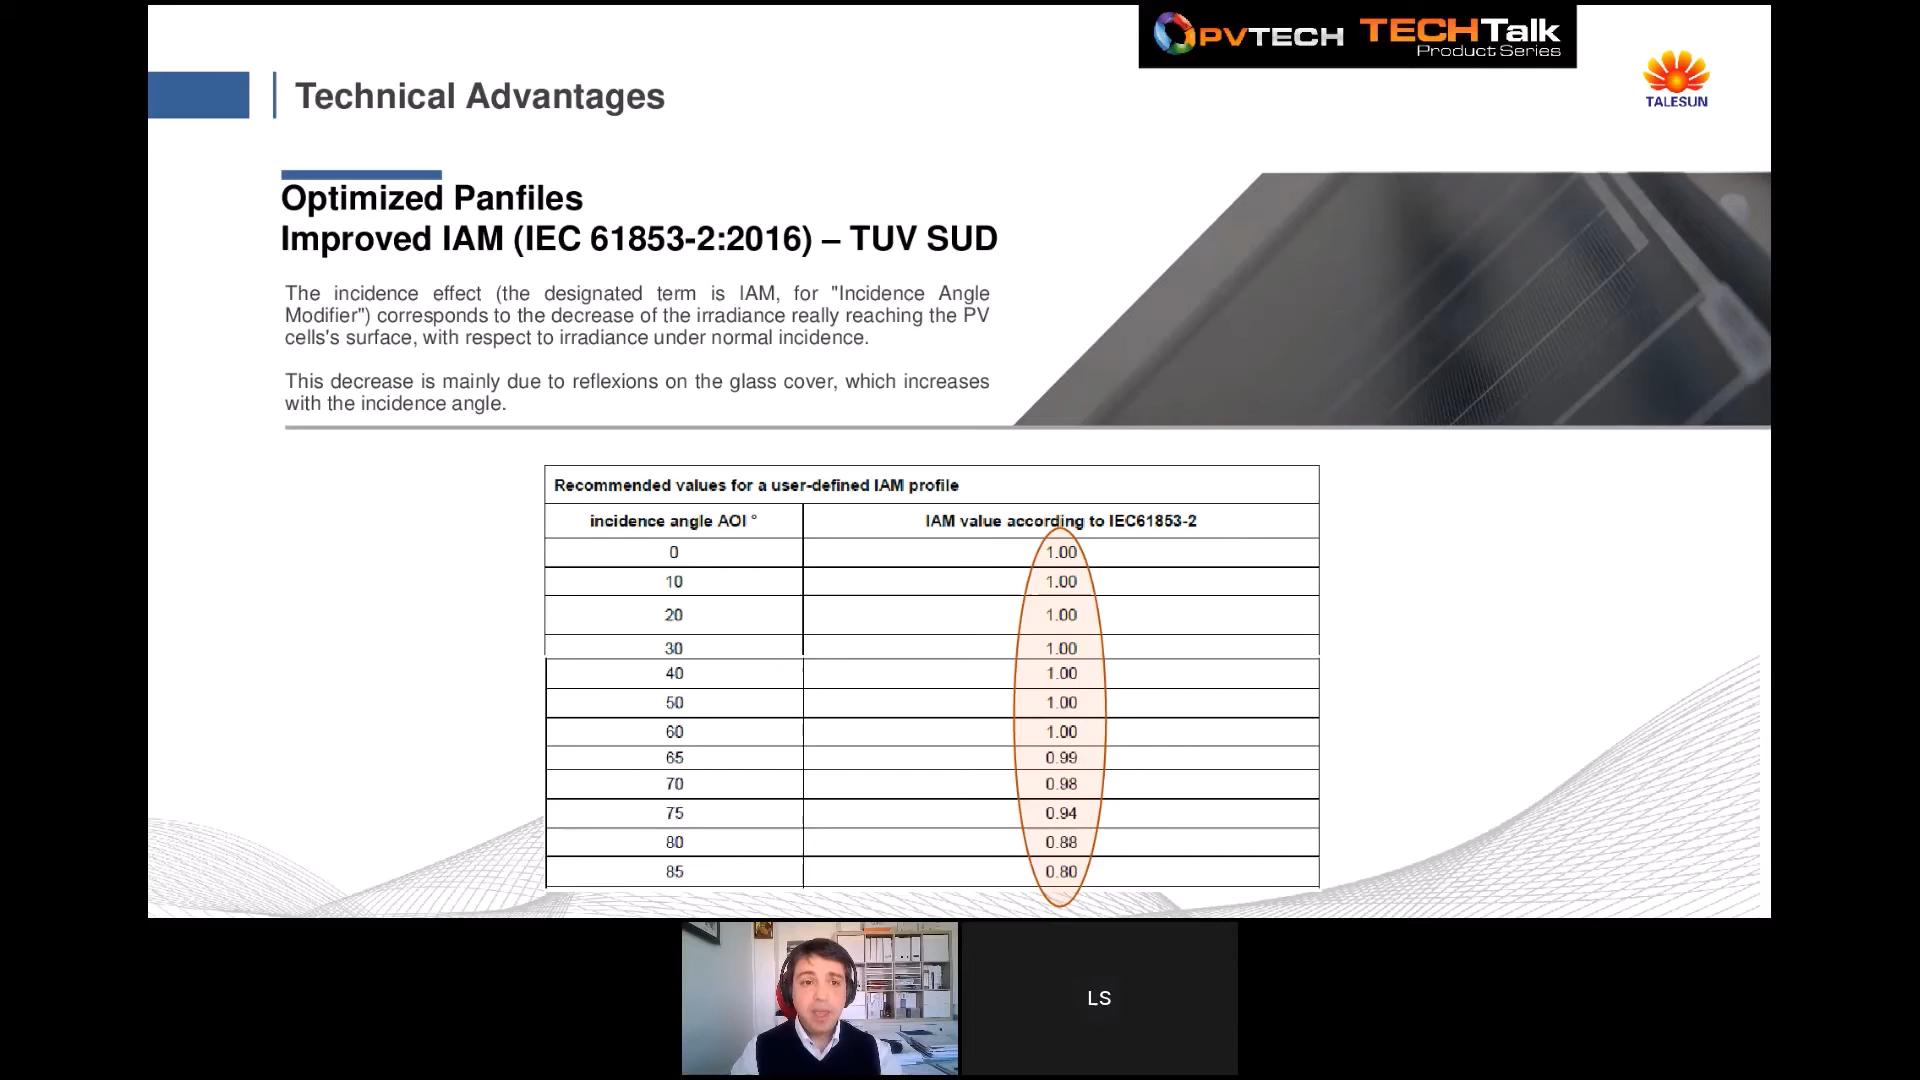 PVTECH TECHTalk
Product Series
TALESUN
Technical Advantages
Optimized Panfiles
Improved IAM (IEC 61853-2:2016) – TUV SUD
The incidence effect (the designated term is IAM, for "Incidence Angle
Modifier") corresponds to the decrease of the irradiance really reaching the PV
cells's surface, with respect to irradiance under normal incidence.
This decrease is mainly due to reflexions on the glass cover, which increases
with the incidence angle.
Recommended values for a user-defined IAM profile
incidence angle AOI ° IAM value according to IEC61853-2
0 1.00
10 1.00
20 1.00
30 1.00
40 1.00
50 1.00
60 1.00
65 0.99
70 0.98
75 0.94
80 0.88
85 0.80
LS